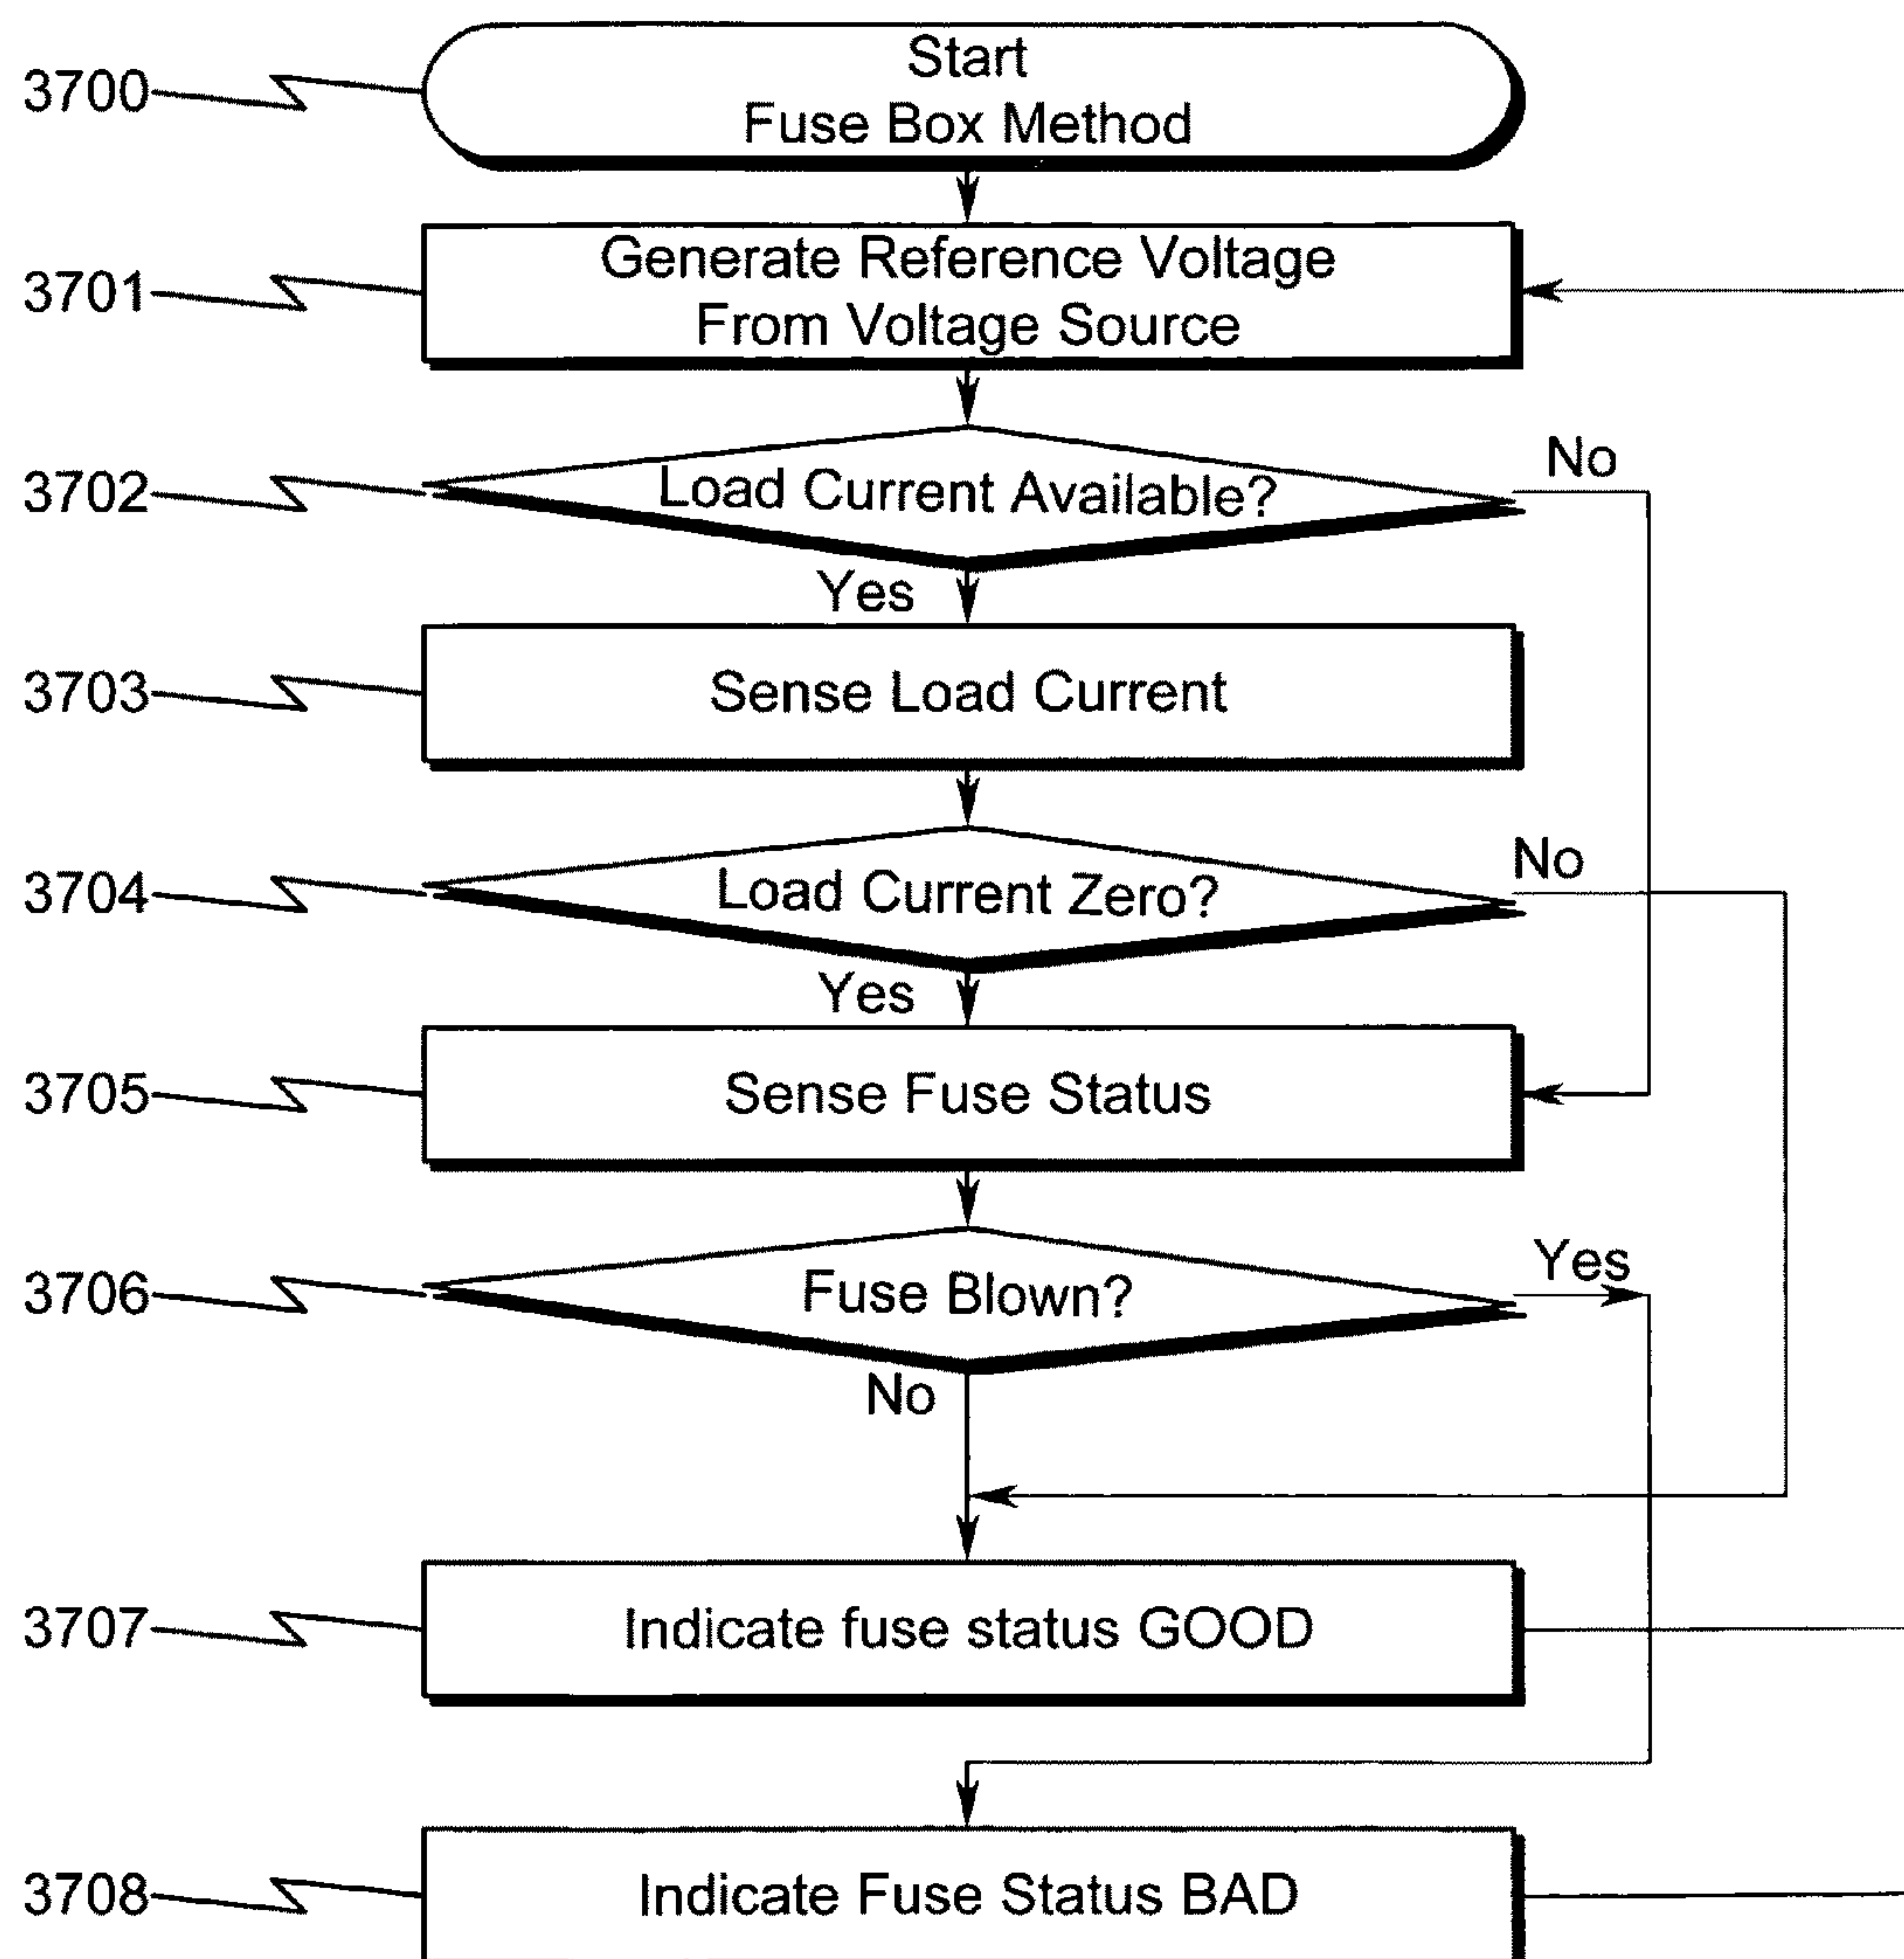 3700
Start
Fuse Box Method
3701
Generate Reference Voltage
From Voltage Source
3702
Load Current Available?
No
Yes
3703
Sense Load Current
3704
Load Current Zero?
No
Yes
3705
Sense Fuse Status
3706
Fuse Blown?
Yes
No
3707
Indicate fuse status GOOD
3708
Indicate Fuse Status BAD